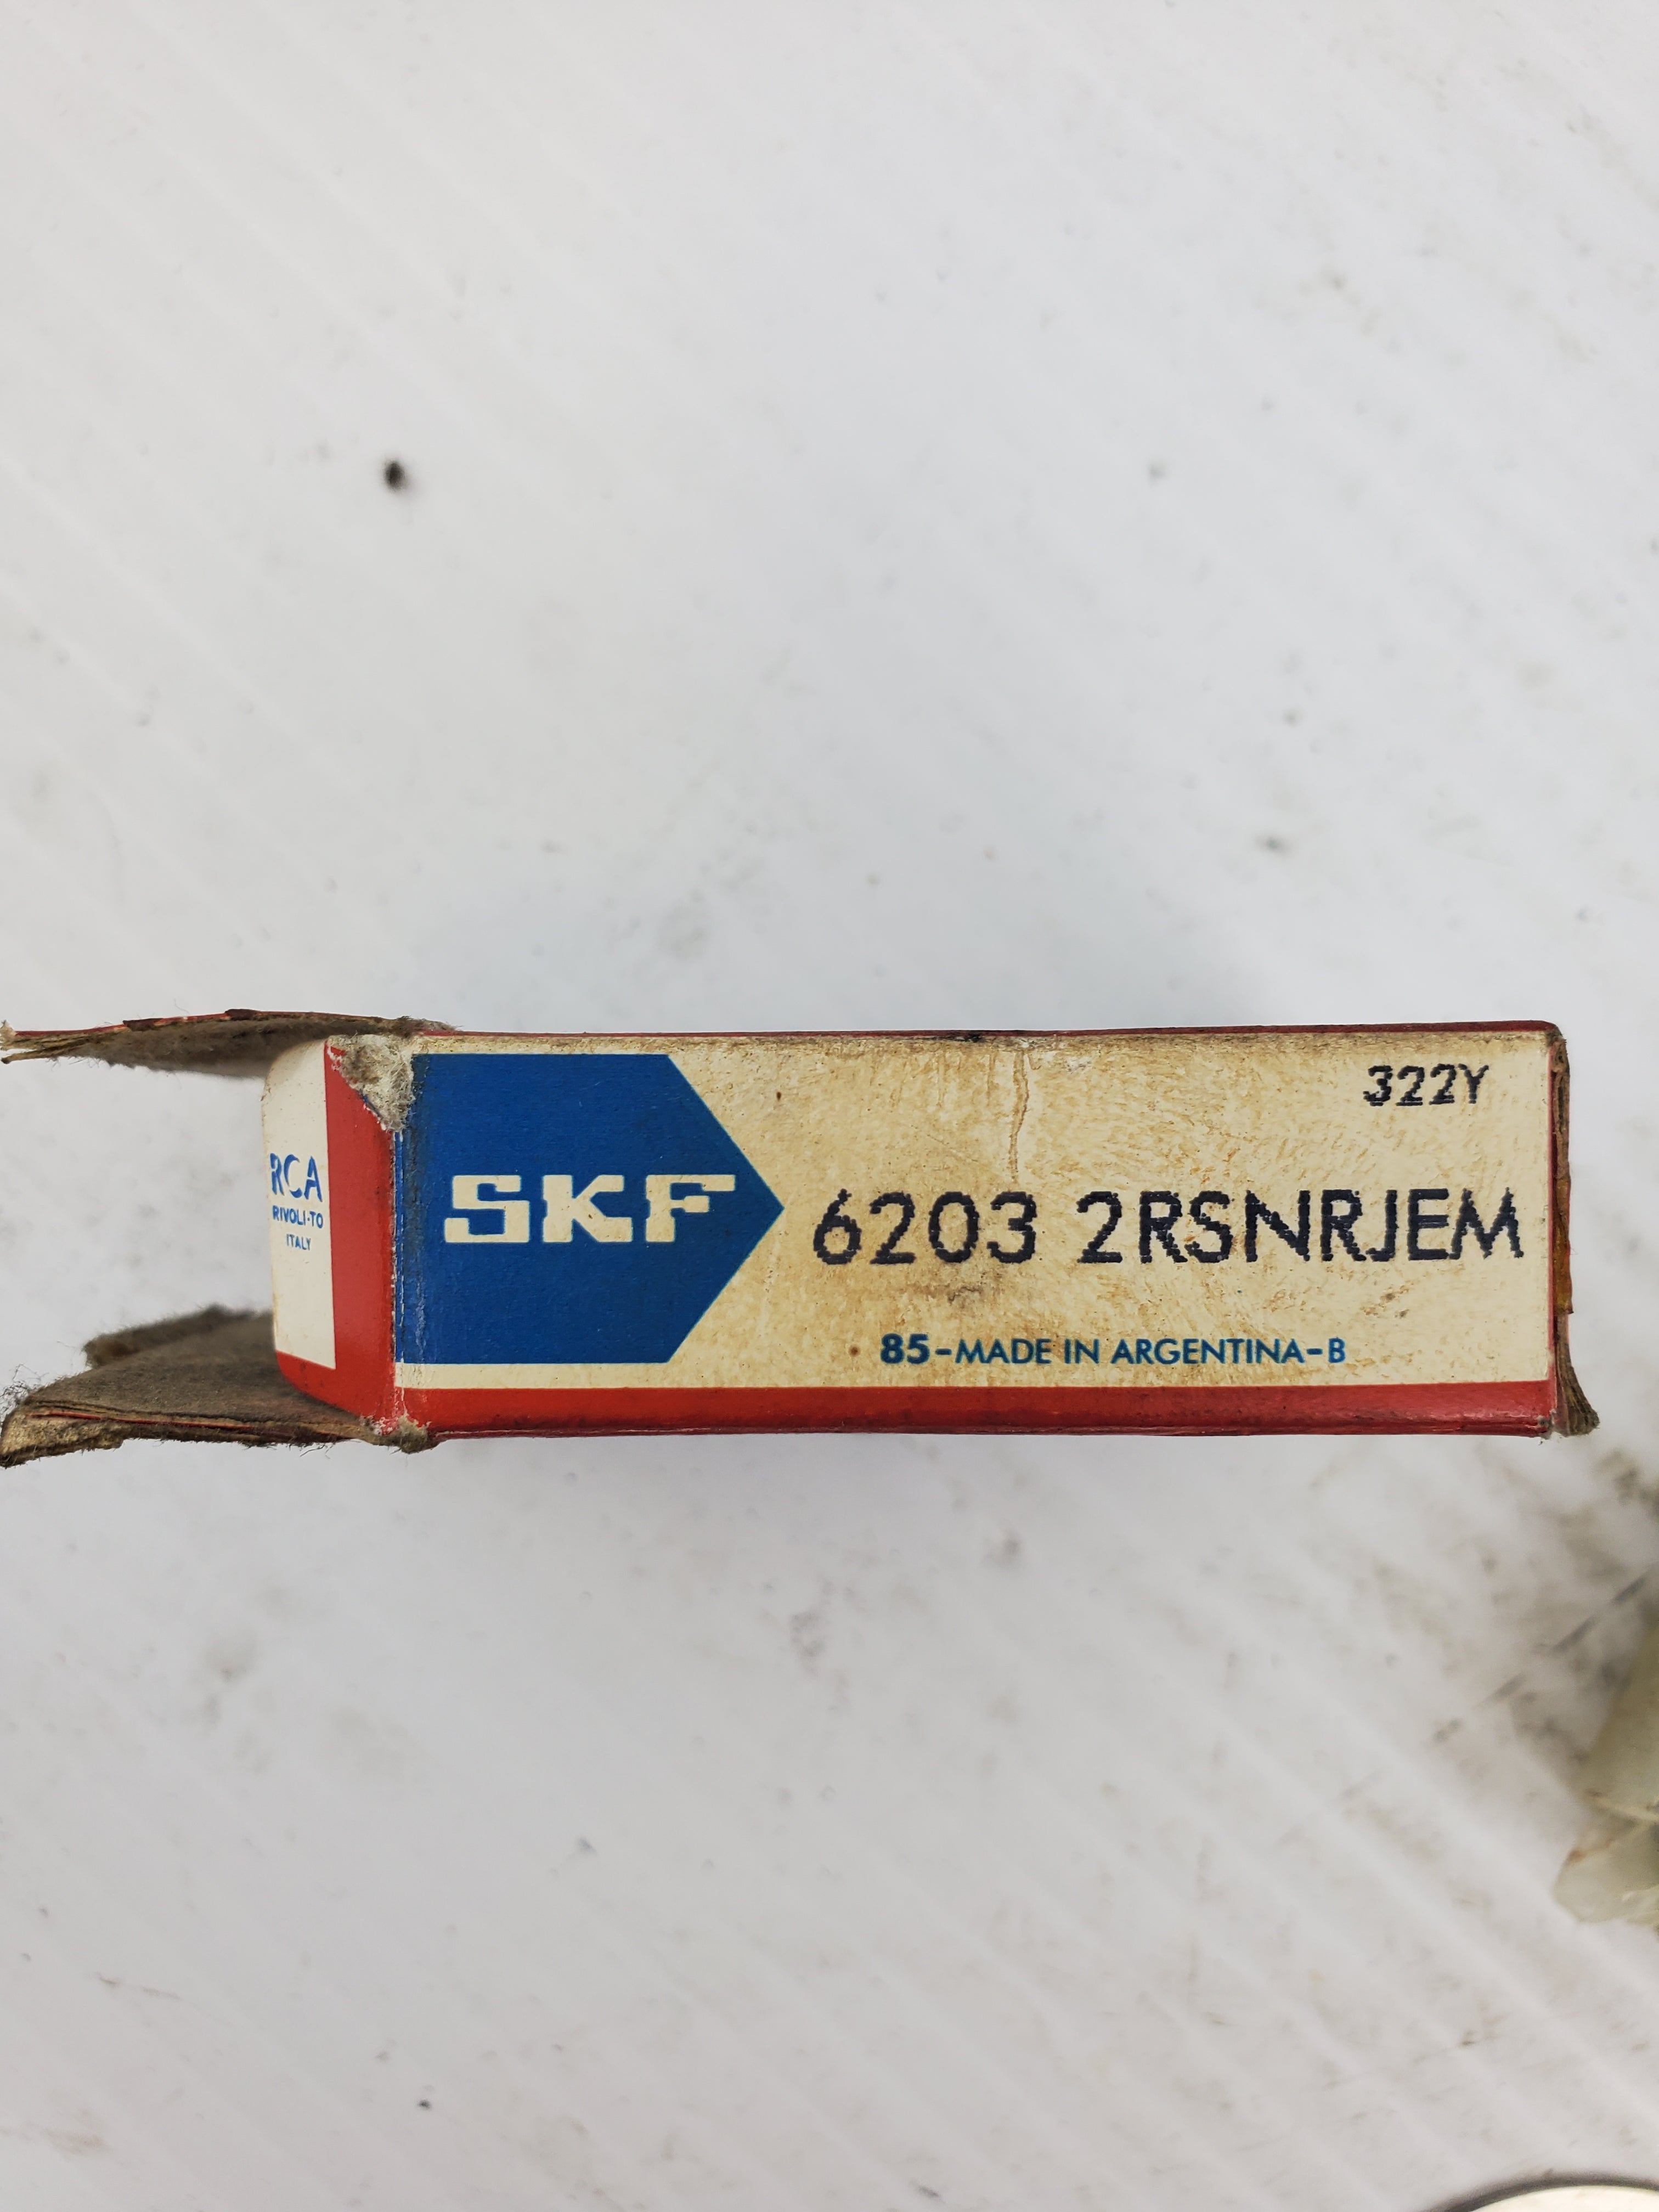 RCA
RIVOLI-TO
ITALY
322Y
SKF
6203 2RSNRJEM
85-MADE IN ARGENTINA-B